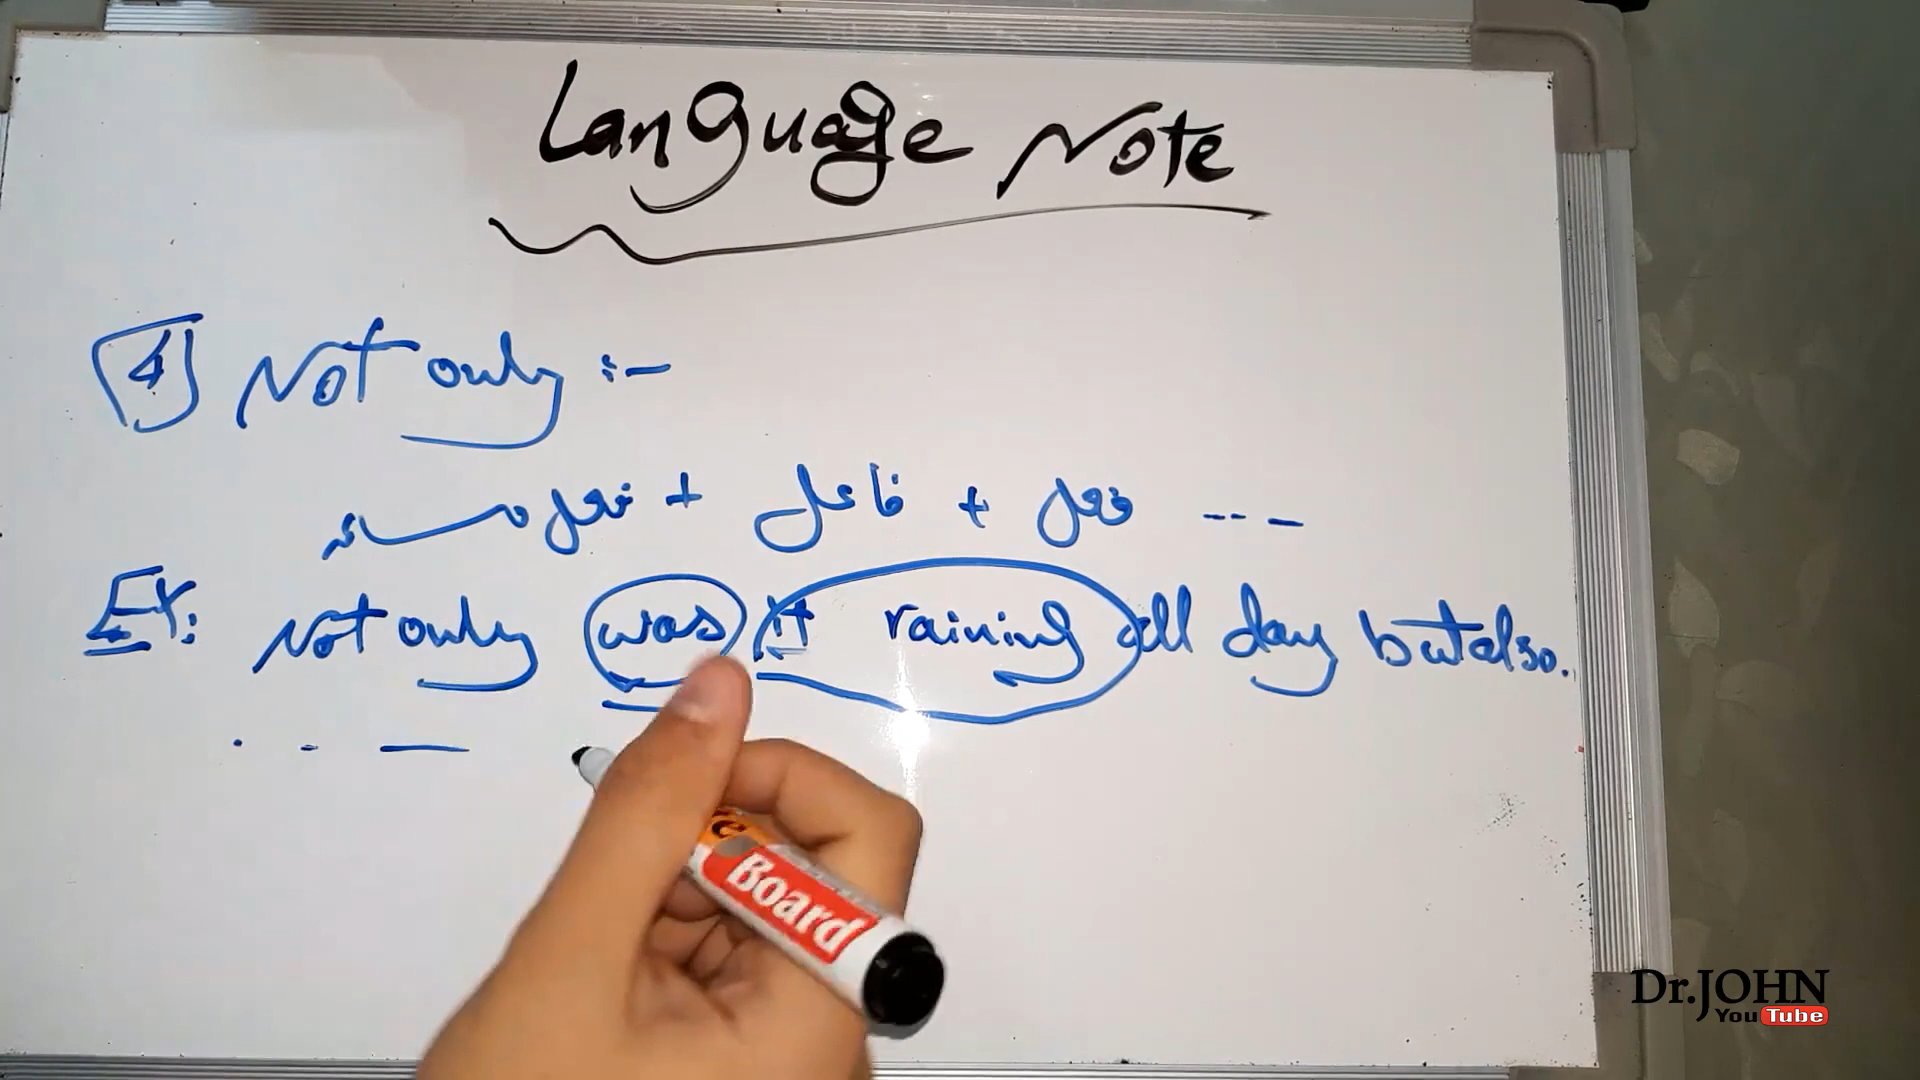 Language Note
4 Not only :-
فعل مساعد + فاعل + فعل ---
Ex: Not only was it raining all day but also.
. - —
Board
Dr.JOHN
YouTube